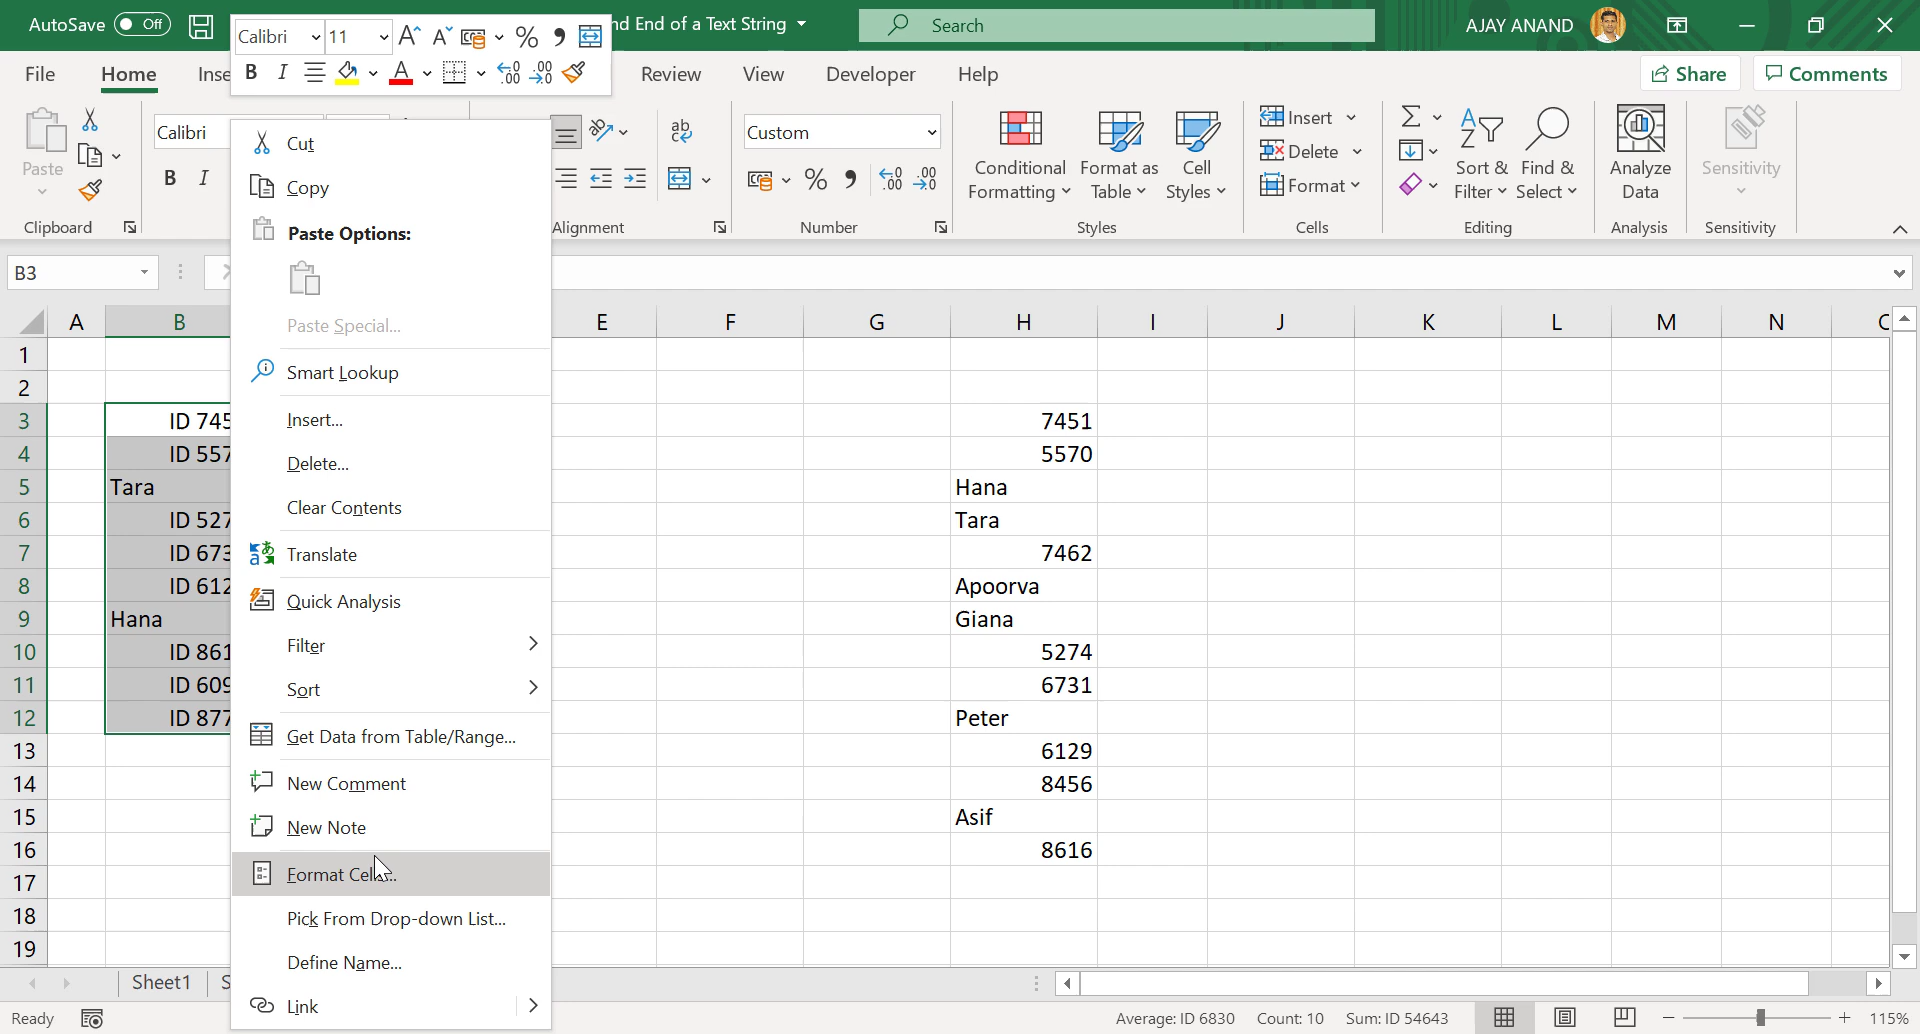 AutoSave Off
Calibri 11
nd End of a Text String
Search
AJAY ANAND
B I A
File Home Inse Review View Developer Help Share Comments
Paste
Calibri
B I
Custom
Conditional Formatting
Format as Table
Cell Styles
Insert
Delete
Format
Sort & Filter
Find & Select
Analyze Data
Sensitivity
Clipboard Alignment Number Styles Cells Editing Analysis Sensitivity
B3
Cut
Copy
Paste Options:
Paste Special...
Smart Lookup
Insert...
Delete...
Clear Contents
Translate
Quick Analysis
Filter
Sort
Get Data from Table/Range...
New Comment
New Note
Format Cells...
Pick From Drop-down List...
Define Name...
Link
A B E F G H I J K L M N
1
2
3 ID 745 7451
4 ID 557 5570
5 Tara Hana
6 ID 527 Tara
7 ID 673 7462
8 ID 612 Apoorva
9 Hana Giana
10 ID 861 5274
11 ID 609 6731
12 ID 877 Peter
13 6129
14 8456
15 Asif
16 8616
17
18
19
Sheet1 S
Ready
Average: ID 6830 Count: 10 Sum: ID 54643
115%